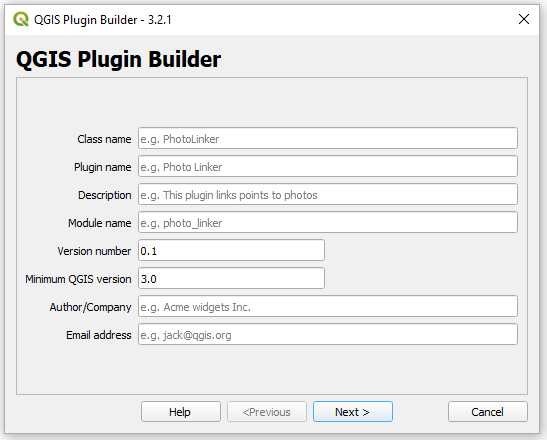 QGIS Plugin Builder - 3.2.1
QGIS Plugin Builder
Class name e.g. PhotoLinker
Plugin name e.g. Photo Linker
Description e.g. This plugin links points to photos
Module name e.g. photo_linker
Version number 0.1
Minimum QGIS version 3.0
Author/Company e.g. Acme widgets Inc.
Email address e.g. jack@qgis.org
Help <Previous Next > Cancel